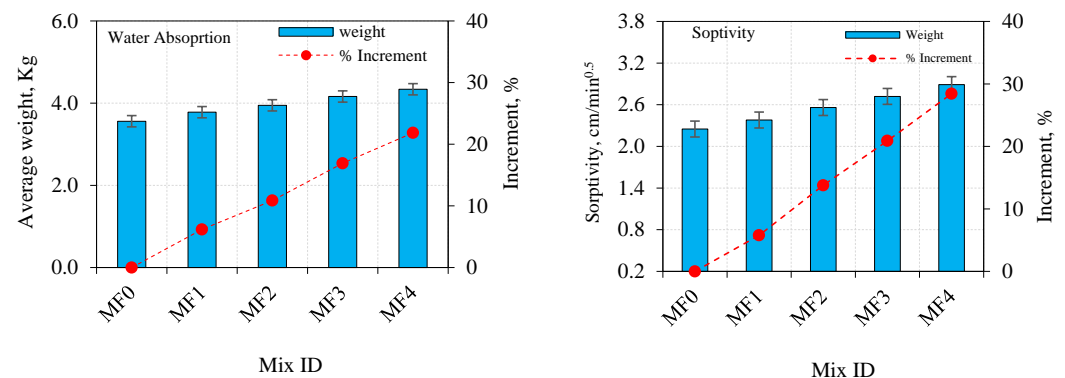 Water Absoprtion
weight
% Increment
Average weight, Kg
6.0
4.0
2.0
0.0
40
30
20
10
0
Increment, %
MF0
MF1
MF2
MF3
MF4
Mix ID
Soptivity
Weight
% Increment
Sorptivity, cm/min0.5
3.8
3.2
2.6
2.0
1.4
0.8
0.2
40
30
20
10
0
Increment, %
MF0
MF1
MF2
MF3
MF4
Mix ID